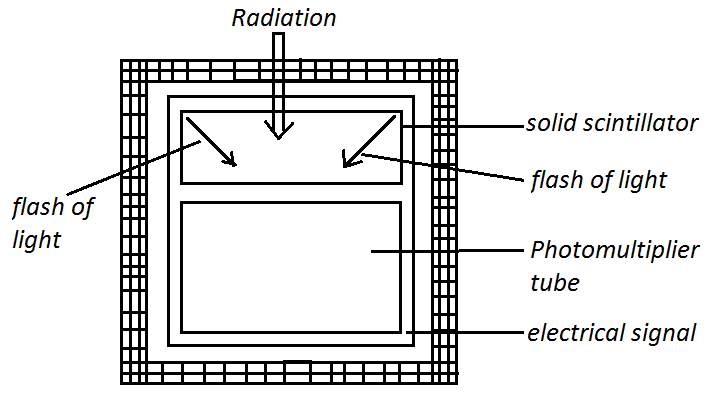 Radiation
solid scintillator
flash of light
flash of
light
Photomultiplier
tube
electrical signal